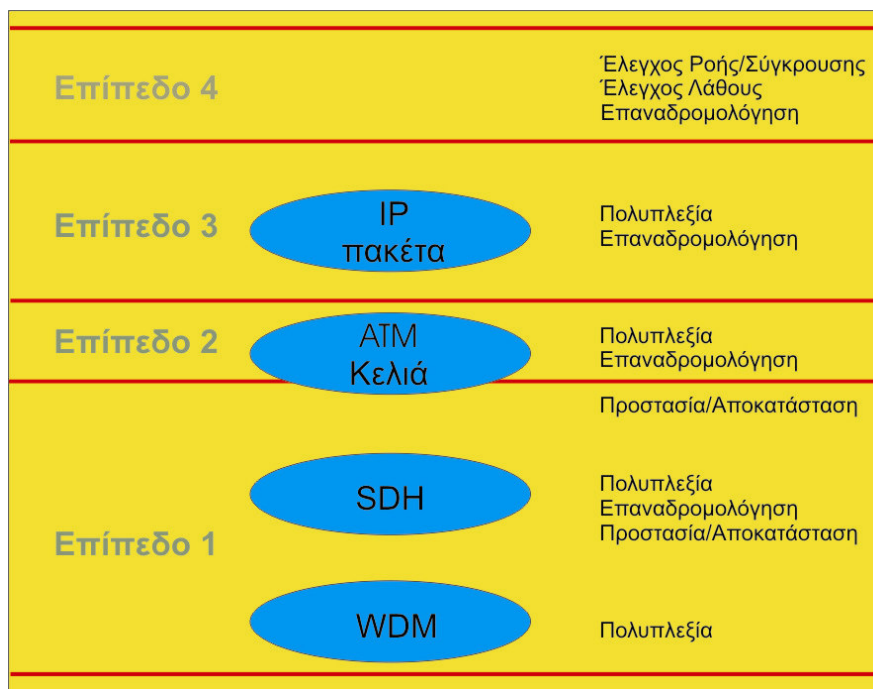 Επίπεδο 4
Έλεγχος Ροής/Σύγκρουσης
Έλεγχος Λάθους
Επαναδρομολόγηση
Επίπεδο 3
IP
πακέτα
Πολυπλεξία
Επαναδρομολόγηση
Επίπεδο 2
ATM
Κελιά
Πολυπλεξία
Επαναδρομολόγηση
Προστασία/Αποκατάσταση
Επίπεδο 1
SDH
Πολυπλεξία
Επαναδρομολόγηση
Προστασία/Αποκατάσταση
WDM
Πολυπλεξία